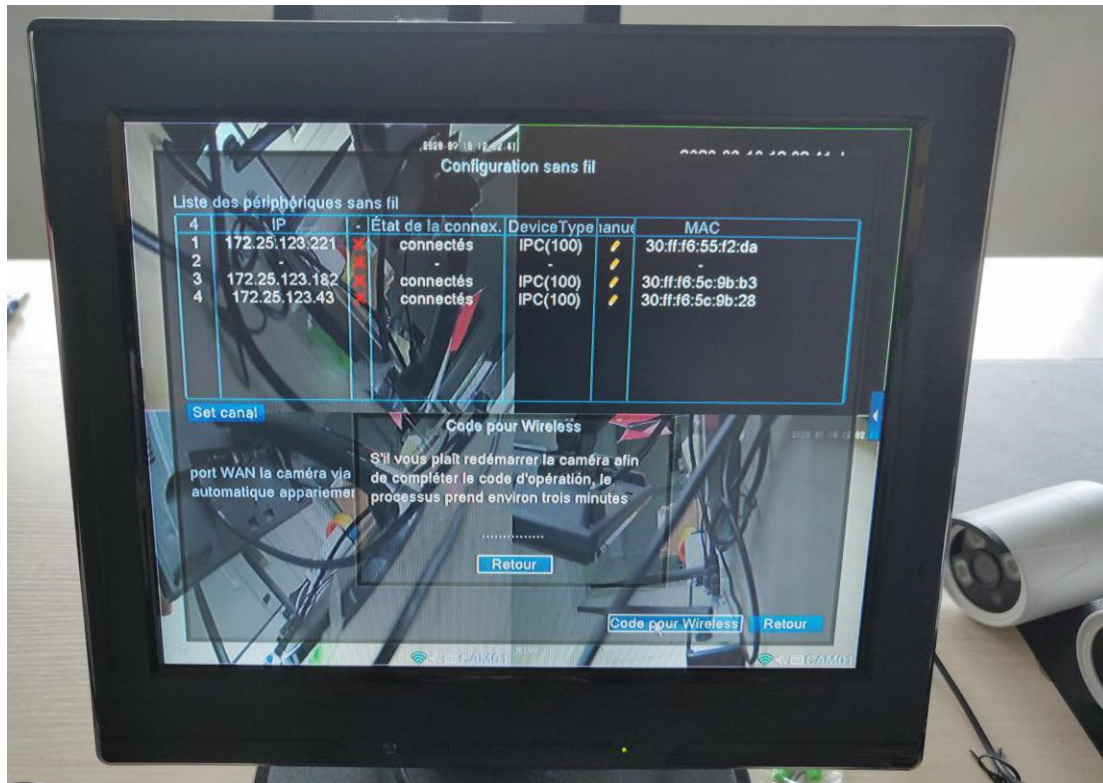 Configuration sans fil
Liste des périphériques sans fil
4 IP - État de la connex. DeviceType MAC
1 172.25.123.221 connectés IPC(100) 30:ff:f6:55:f2:da
2 - - - -
3 172.25.123.182 connectés IPC(100) 30:ff:f6:5c:9b:b3
4 172.25.123.43 connectés IPC(100) 30:ff:f6:5c:9b:28
4
Set canal
Code pour Wireless
port WAN la caméra via
automatique appariemer
S'il vous plaît redémarrer la caméra afin
de compléter le code d'opération, le
processus prend environ trois minutes
...............
Retour
Code pour Wireless Retour
CAM01 CAM01